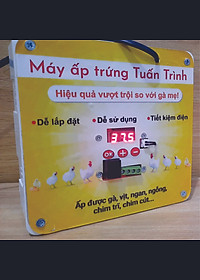 Máy ấp trứng Tuấn Trình
Hiệu quả vượt trội so với gà mẹ!
• Dễ lắp đặt • Dễ sử dụng • Tiết kiệm điện
37.5
Ấp được gà, vịt, ngan, ngỗng,
chim trĩ, chim cút...